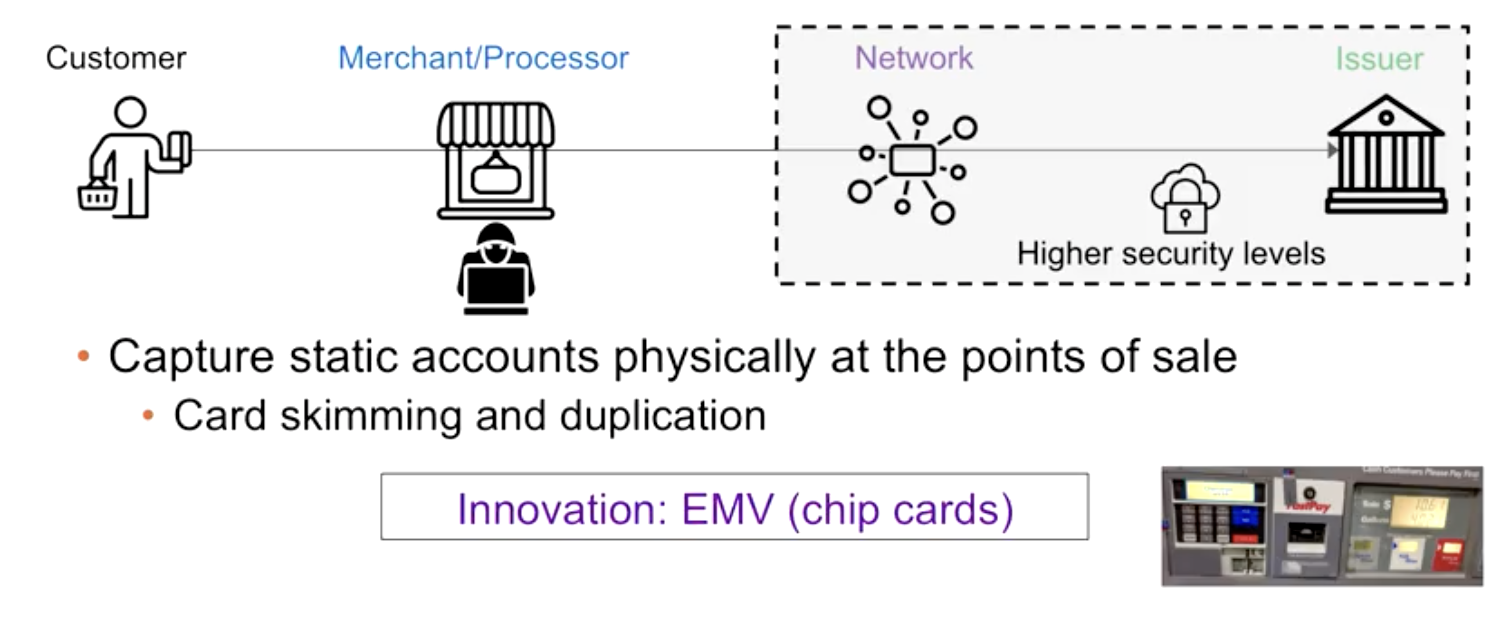 Customer
Merchant/Processor
Network
Issuer
Higher security levels
• Capture static accounts physically at the points of sale
• Card skimming and duplication
Innovation: EMV (chip cards)
Cash Customers Please Pay First
Sale $